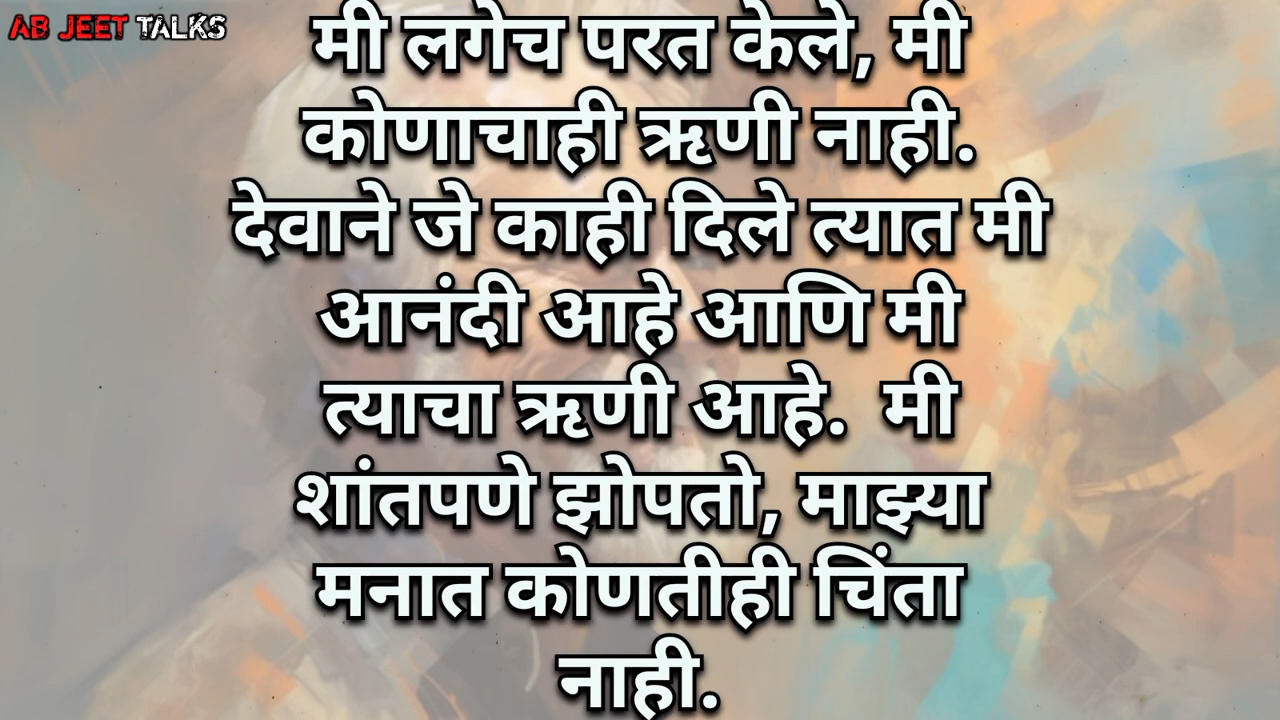 AB JEET TALKS
मी लगेच परत केले, मी
कोणाचाही ऋणी नाही.
देवाने जे काही दिले त्यात मी
आनंदी आहे आणि मी
त्याचा ऋणी आहे. मी
शांतपणे झोपतो, माझ्या
मनात कोणतीही चिंता
नाही.